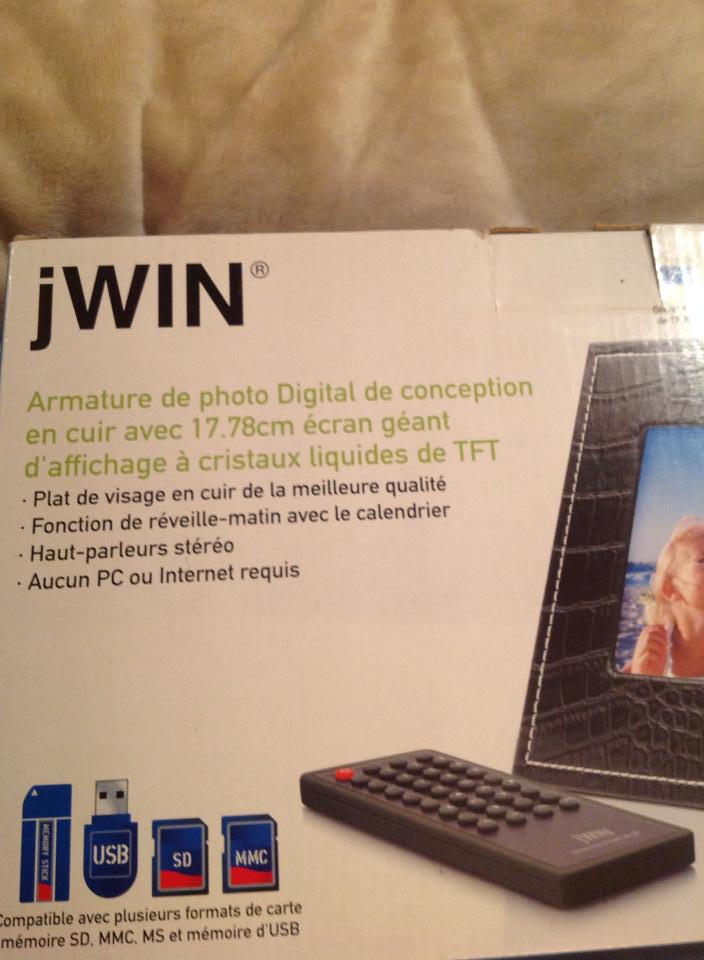 jWIN®
Armature de photo Digital de conception
en cuir avec 17.78cm écran géant
d'affichage à cristaux liquides de TFT
· Plat de visage en cuir de la meilleure qualité
· Fonction de réveille-matin avec le calendrier
· Haut-parleurs stéréo
· Aucun PC ou Internet requis
MEMORY STICK
USB
SD
MMC
jWIN
Compatible avec plusieurs formats de carte
mémoire SD, MMC, MS et mémoire d'USB